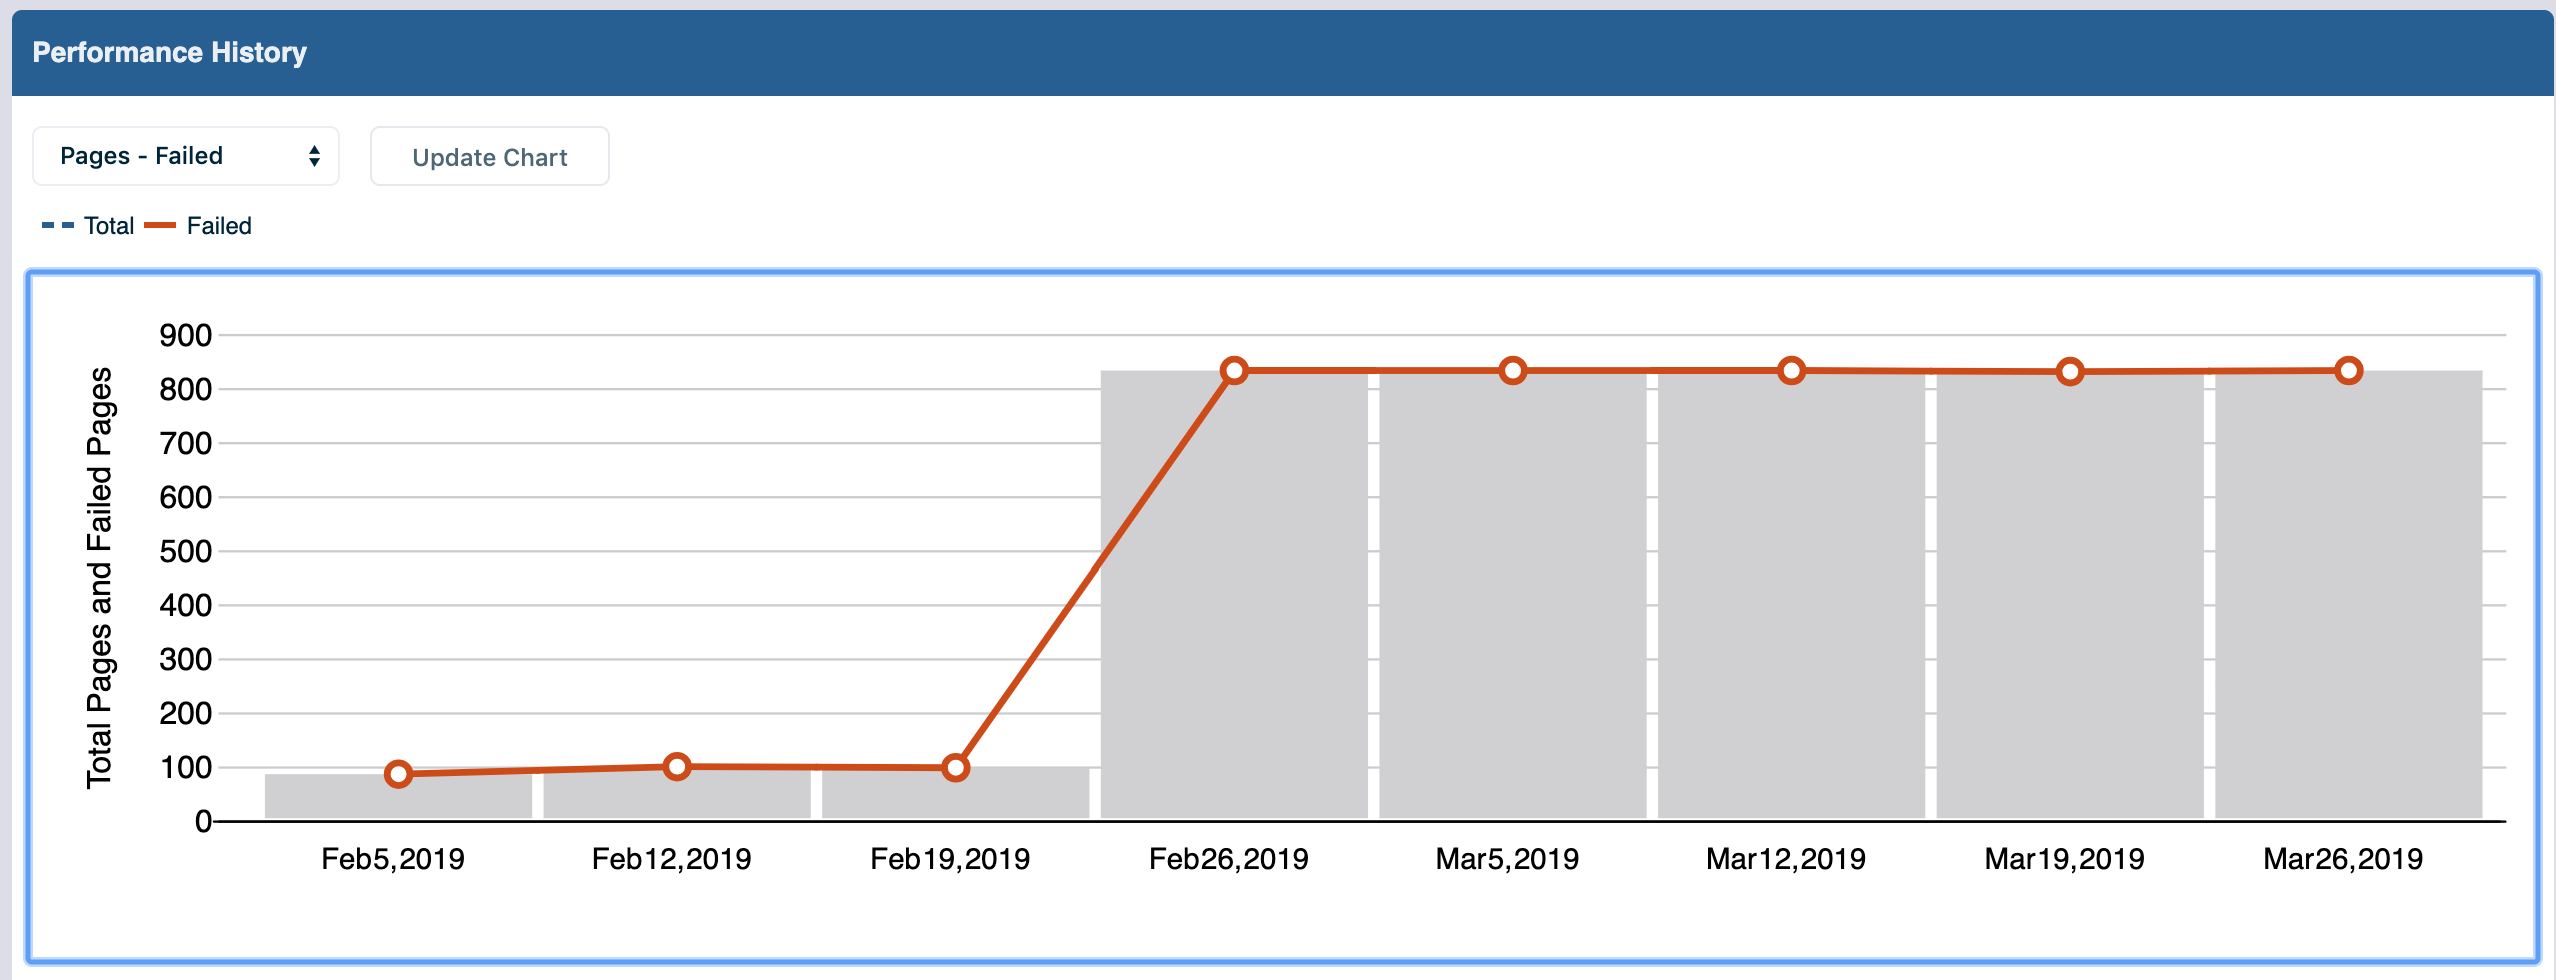 Performance History
Pages - Failed
Update Chart
Total Failed
Total Pages and Failed Pages
900
800
700
600
500
400
300
200
100
0
Feb5,2019 Feb12,2019 Feb19,2019 Feb26,2019 Mar5,2019 Mar12,2019 Mar19,2019 Mar26,2019